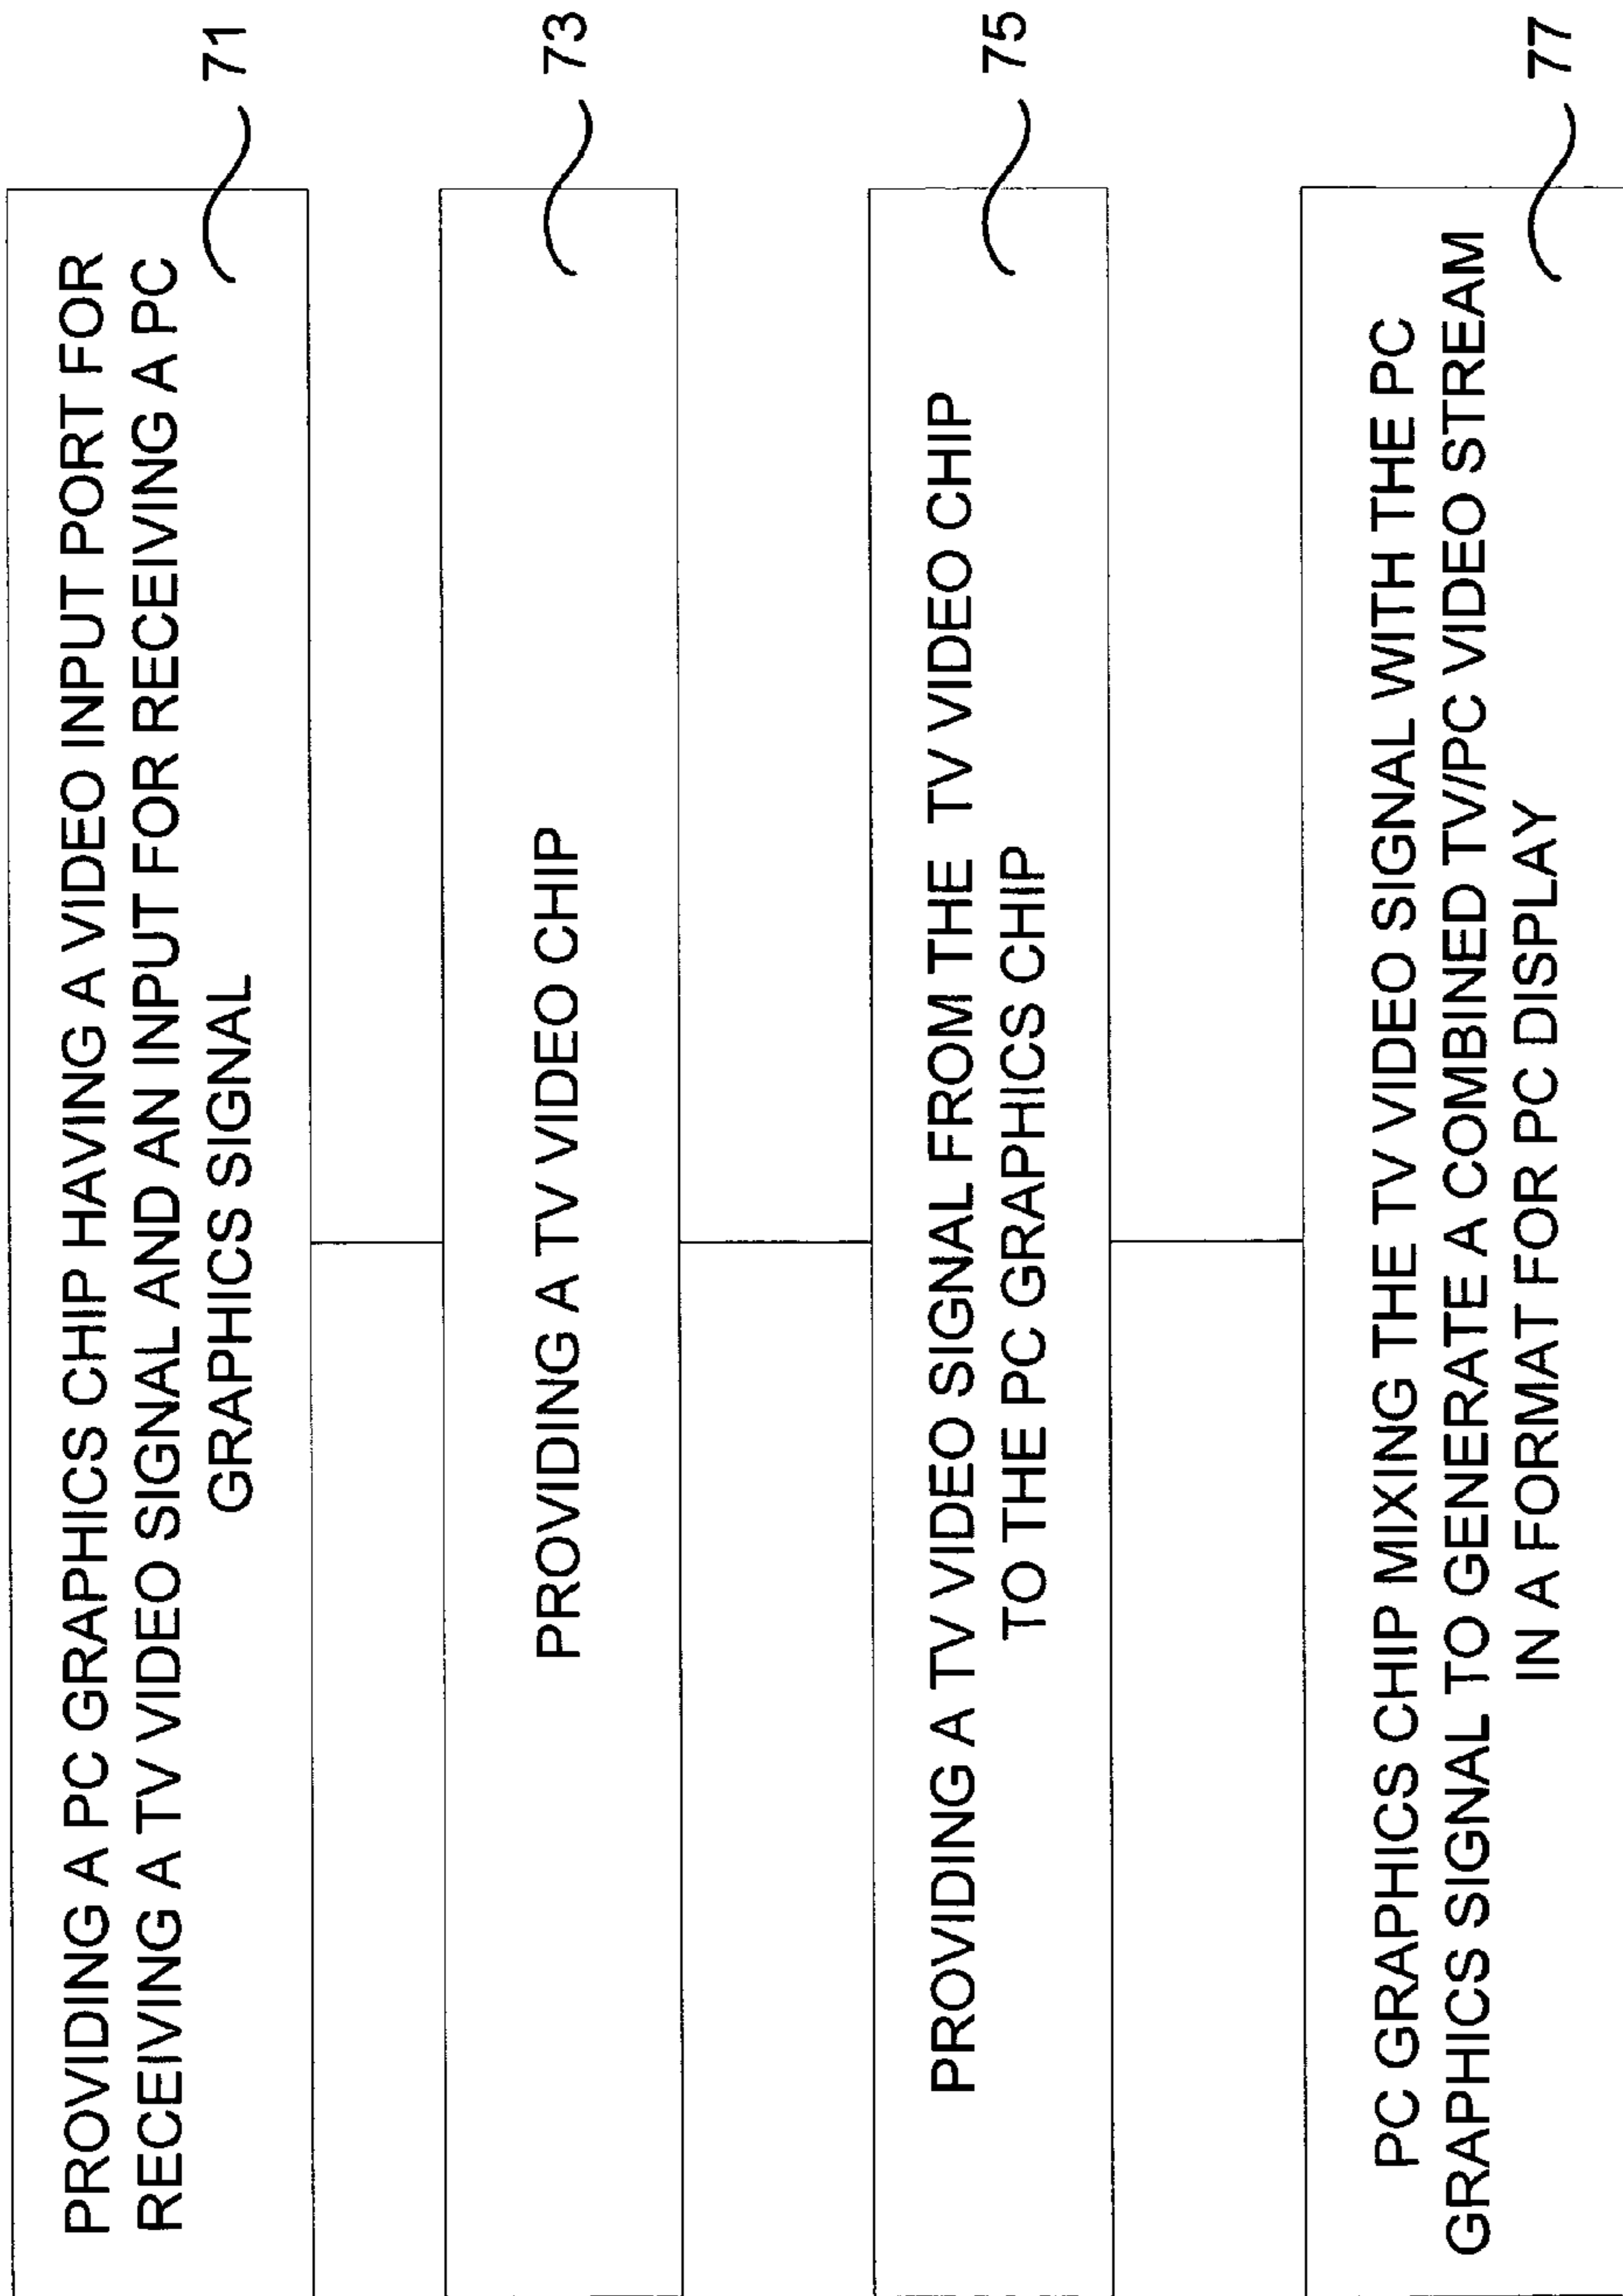 PROVIDING A PC GRAPHICS CHIP HAVING A VIDEO INPUT PORT FOR
RECEIVING A TV VIDEO SIGNAL AND AN INPUT FOR RECEIVING A PC
GRAPHICS SIGNAL
71
PROVIDING A TV VIDEO CHIP
73
PROVIDING A TV VIDEO SIGNAL FROM THE TV VIDEO CHIP
TO THE PC GRAPHICS CHIP
75
PC GRAPHICS CHIP MIXING THE TV VIDEO SIGNAL WITH THE PC
GRAPHICS SIGNAL TO GENERATE A COMBINED TV/PC VIDEO STREAM
IN A FORMAT FOR PC DISPLAY
77